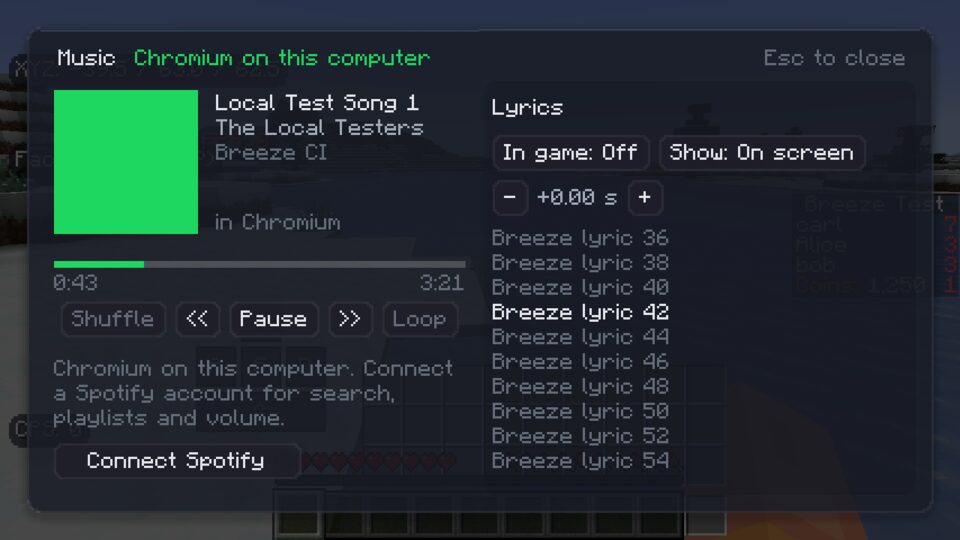 Music Chromium on this computer
Esc to close
Local Test Song 1
The Local Testers
Breeze CI
in Chromium
0:43
3:21
Shuffle
<<
Pause
>>
Loop
Chromium on this computer. Connect
a Spotify account for search,
playlists and volume.
Connect Spotify
Lyrics
In game: Off
Show: On screen
-
+0.00 s
+
Breeze lyric 36
Breeze lyric 38
Breeze lyric 40
Breeze lyric 42
Breeze lyric 44
Breeze lyric 46
Breeze lyric 48
Breeze lyric 50
Breeze lyric 52
Breeze lyric 54
Breeze Test
carl
Alice
bob
Coins: 1,250